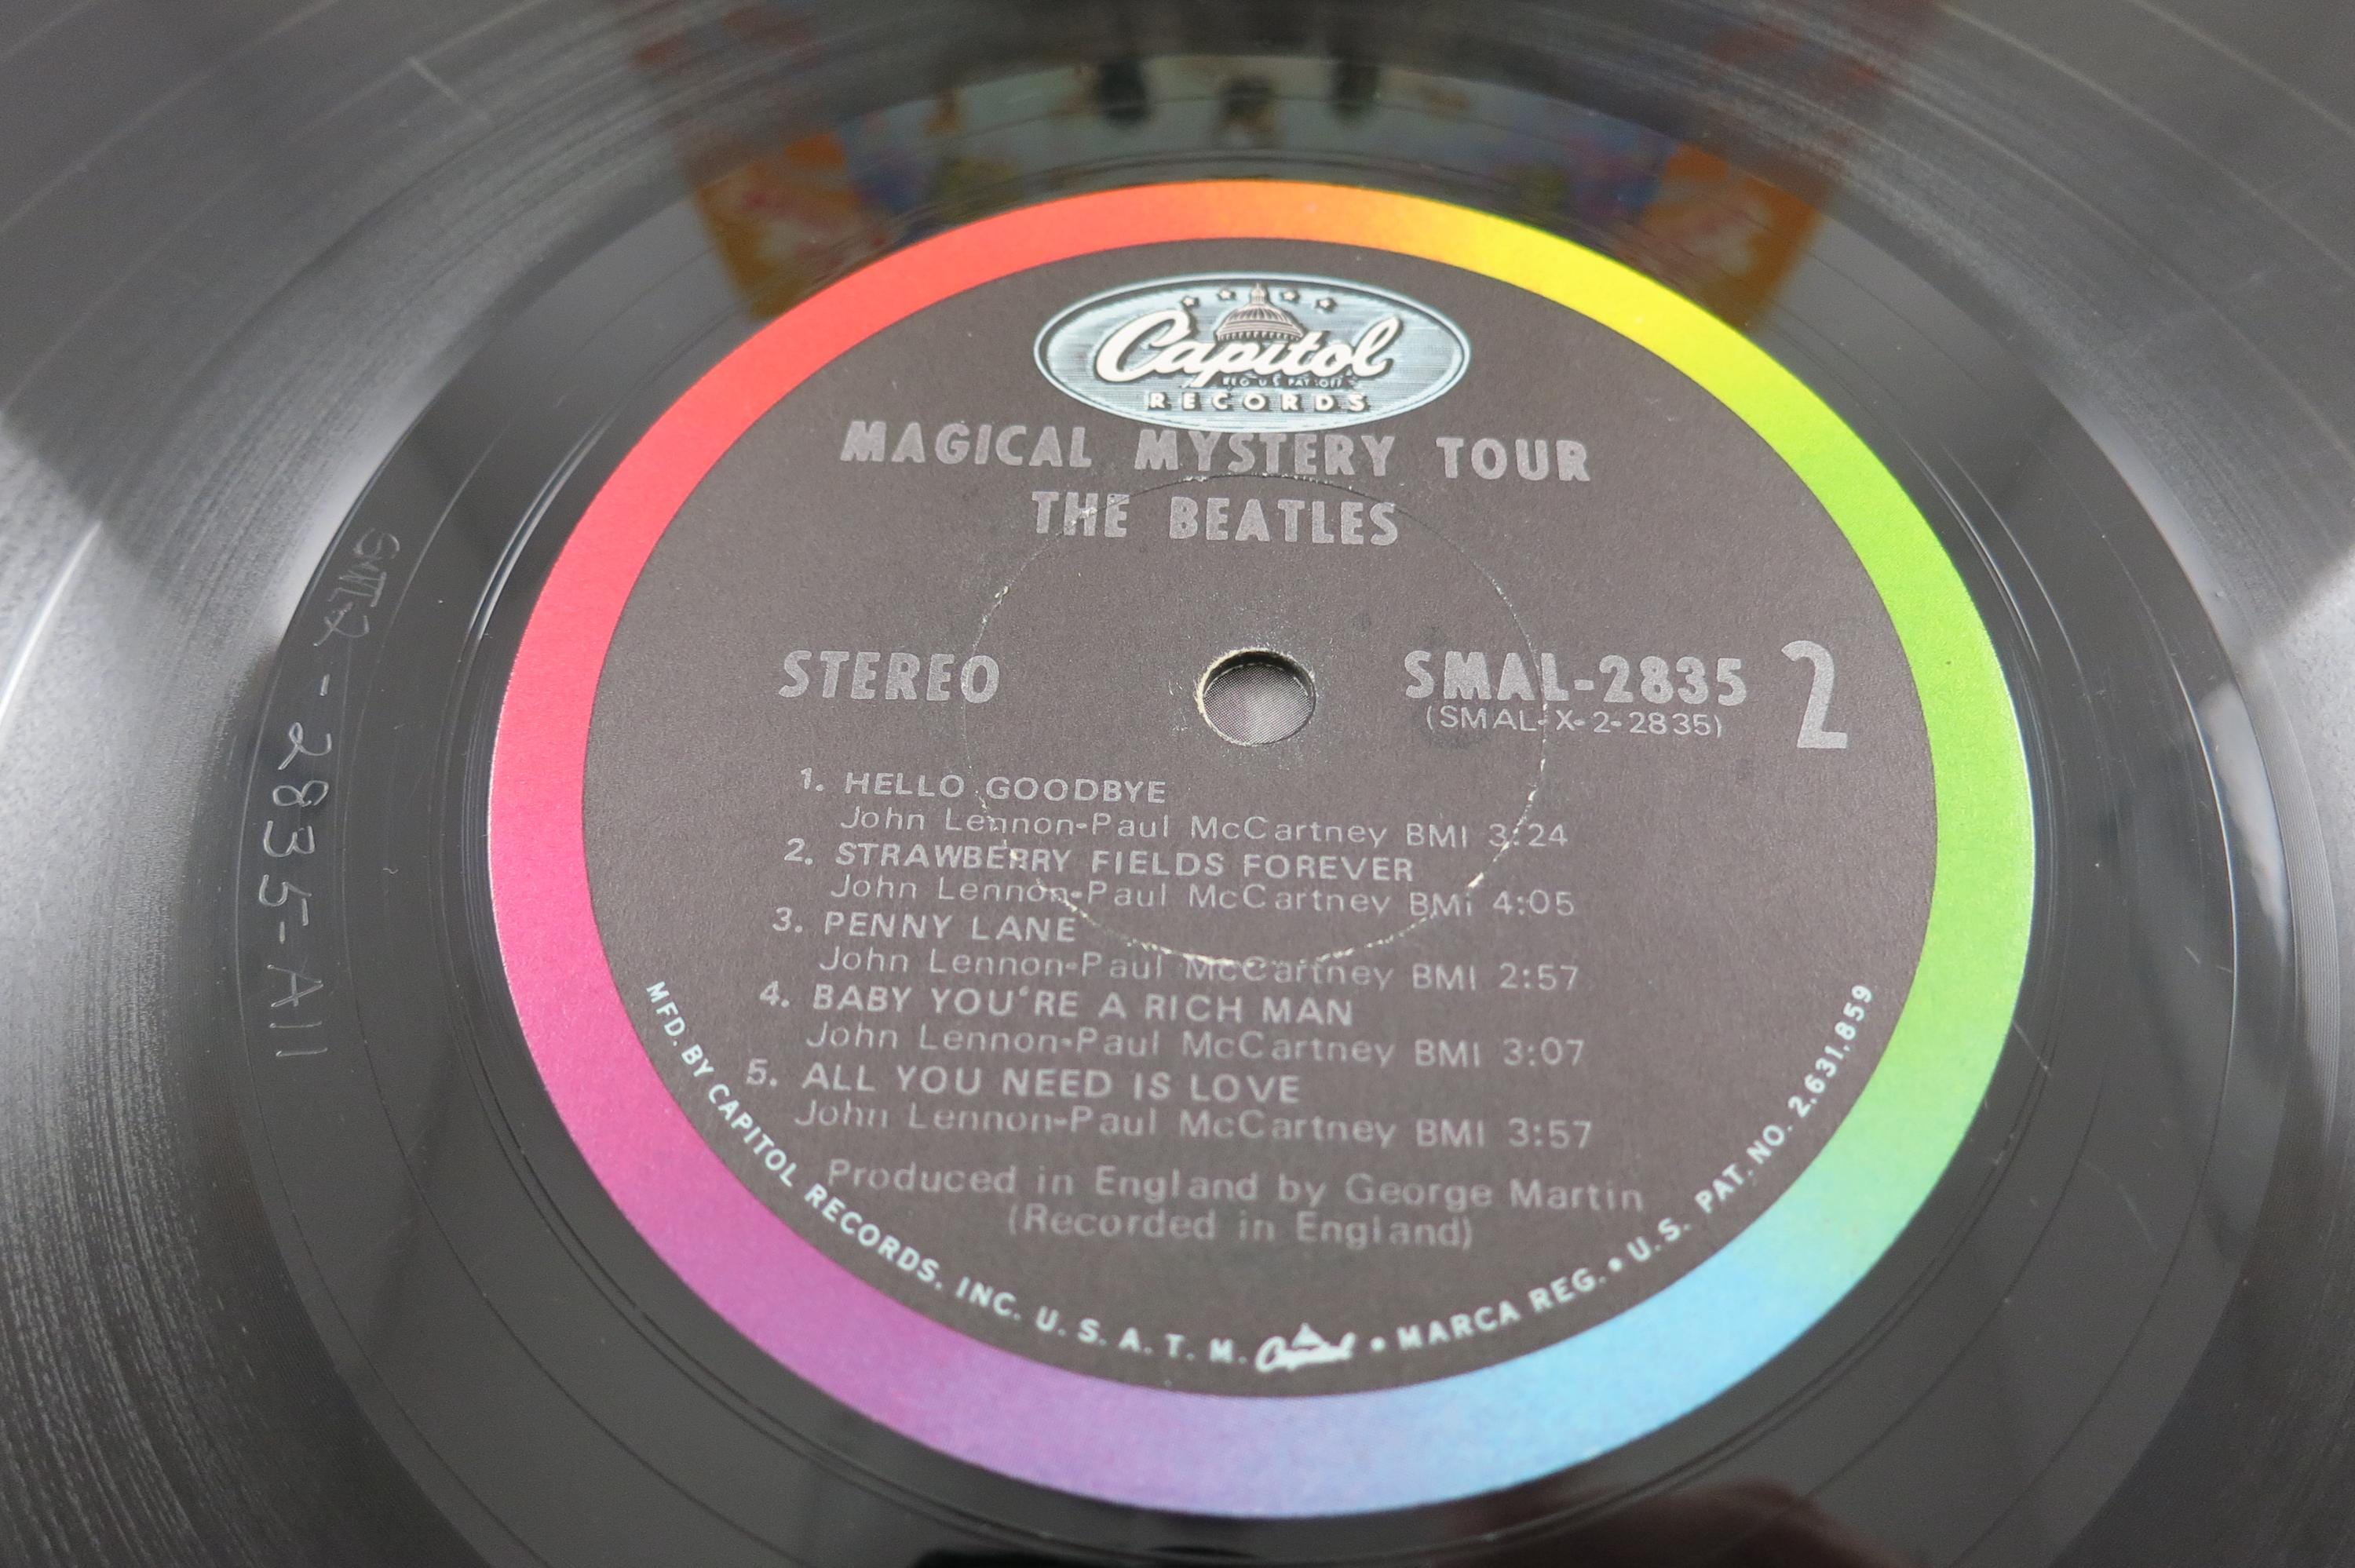 Capitol
REG U.S PAT OFF
RECORDS
MAGICAL MYSTERY TOUR
THE BEATLES
STEREO
SMAL-2835 2
(SMAL-X-2-2835)
1. HELLO GOODBYE
John Lennon-Paul McCartney BMI 3:24
2. STRAWBERRY FIELDS FOREVER
John Lennon-Paul McCartney BMi 4:05
3. PENNY LANE
John Lennon-Paul McCartney BMI 2:57
4. BABY YOU'RE A RICH MAN
John Lennon-Paul McCartney BMI 3:07
5. ALL YOU NEED IS LOVE
John Lennon-Paul McCartney BMI 3:57
Produced in England by George Martin
(Recorded in England)
MFD. BY CAPITOL RECORDS, INC. U. S. A. T. M. Capitol • MARCA REG. • U.S. PAT. NO. 2,631,859
-2835-A11